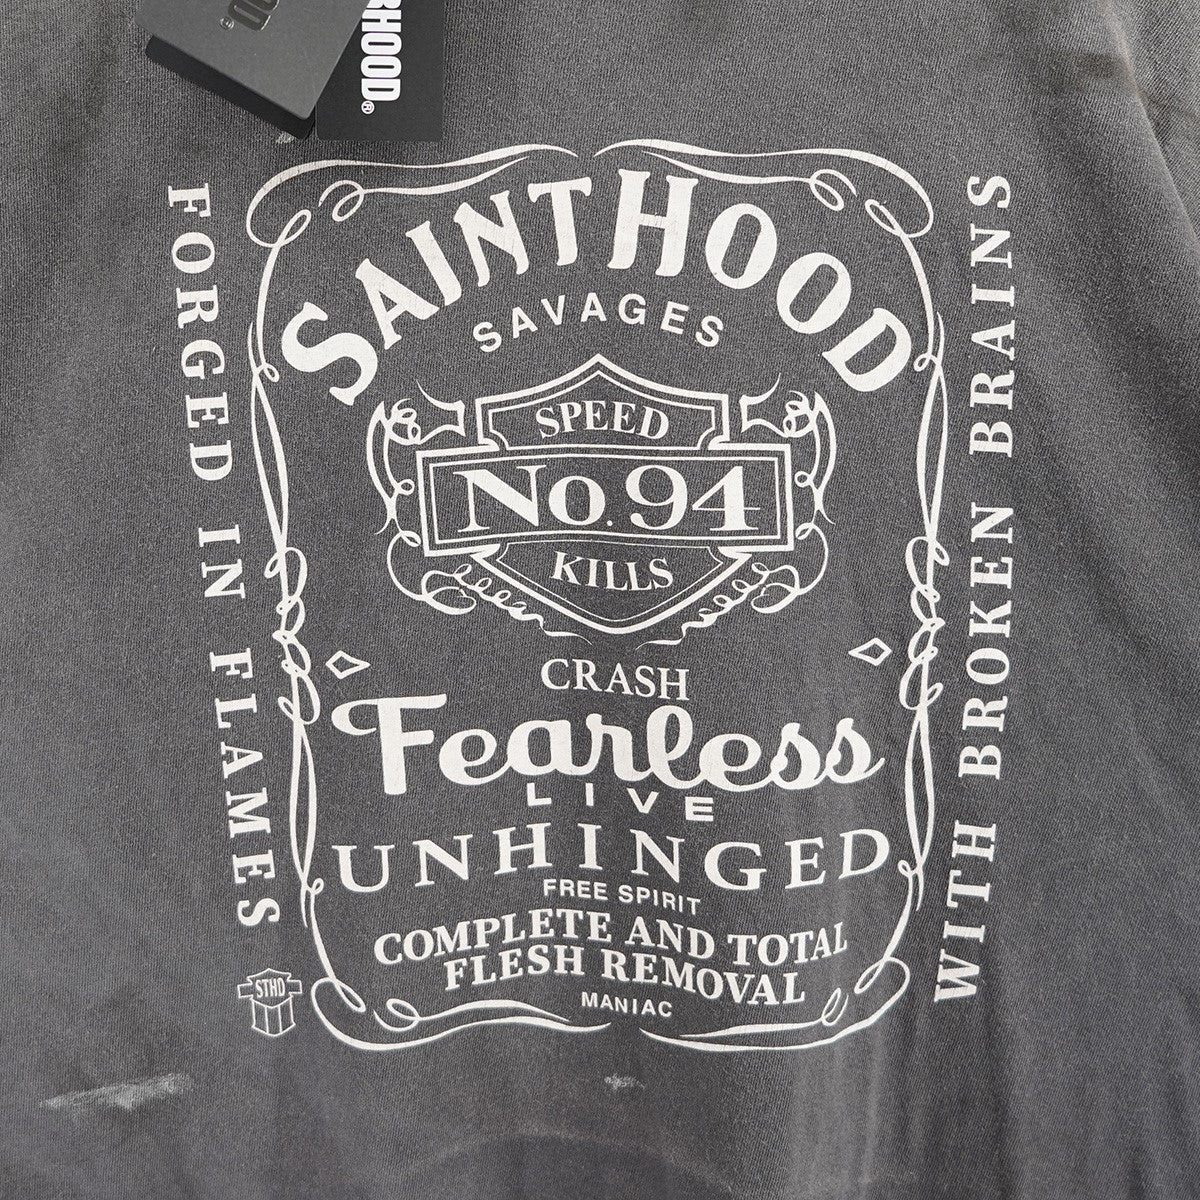 RHOOD®
SAINTHOOD
SAVAGES
SPEED
No. 94
KILLS
CRASH
Fearless
LIVE
UNHINGED
FREE SPIRIT
COMPLETE AND TOTAL
FLESH REMOVAL
MANIAC
FORGED IN FLAMES
WITH BROKEN BRAINS
STHD